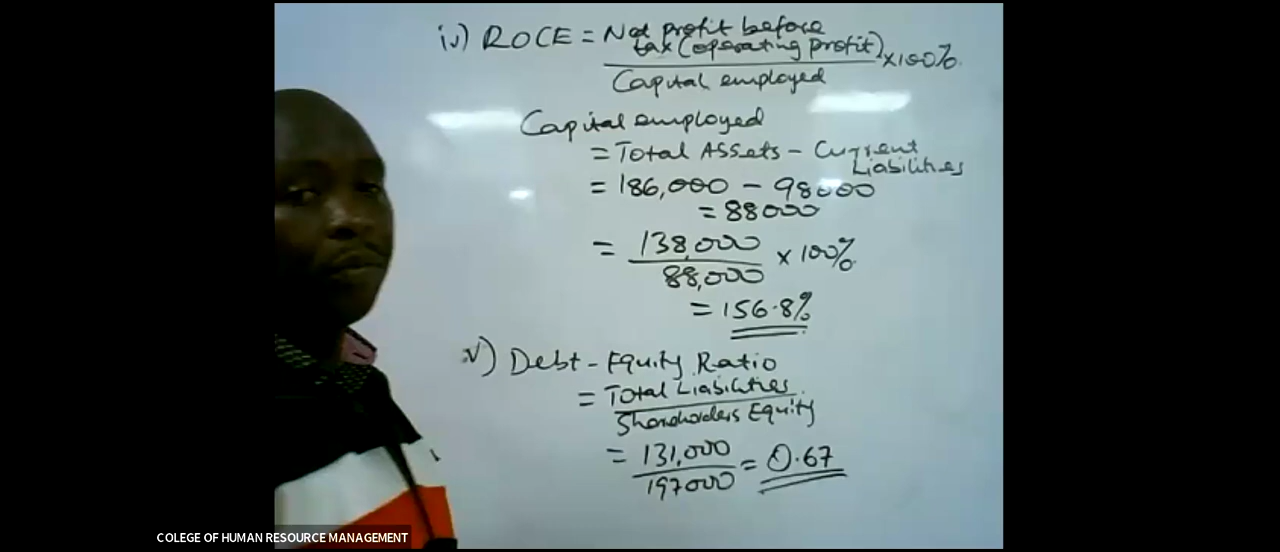 iv) ROCE = Net profit before
tax (operating profit) ×100%
Capital employed
Capital employed
= Total Assets - Current
Liabilities
= 186,000 - 98000
= 88000
= 138,000 × 100%
88,000
= 156.8%
v) Debt-Equity Ratio
= Total Liabilities
Shareholders Equity
= 131,000 = 0.67
197000
COLEGE OF HUMAN RESOURCE MANAGEMENT